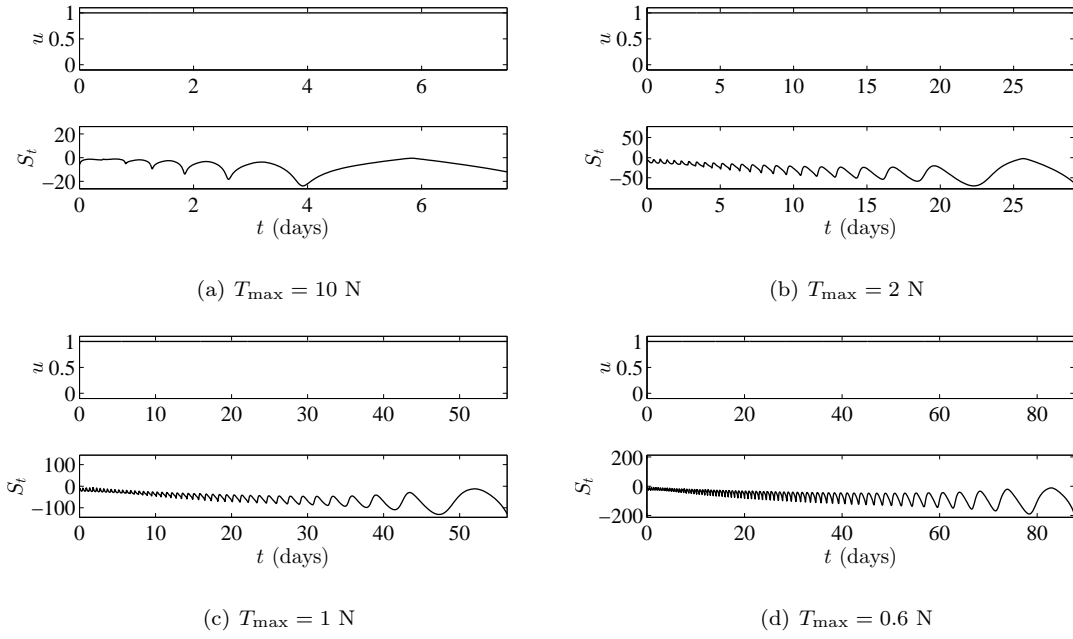 1
0.5
0
u
0 2 4 6
20
0
−20
S_t
0 2 4 6
t (days)
(a) T_max = 10 N
1
0.5
0
u
0 5 10 15 20 25
50
0
−50
S_t
0 5 10 15 20 25
t (days)
(b) T_max = 2 N
1
0.5
0
u
0 10 20 30 40 50
100
0
−100
S_t
0 10 20 30 40 50
t (days)
(c) T_max = 1 N
1
0.5
0
u
0 20 40 60 80
200
0
−200
S_t
0 20 40 60 80
t (days)
(d) T_max = 0.6 N